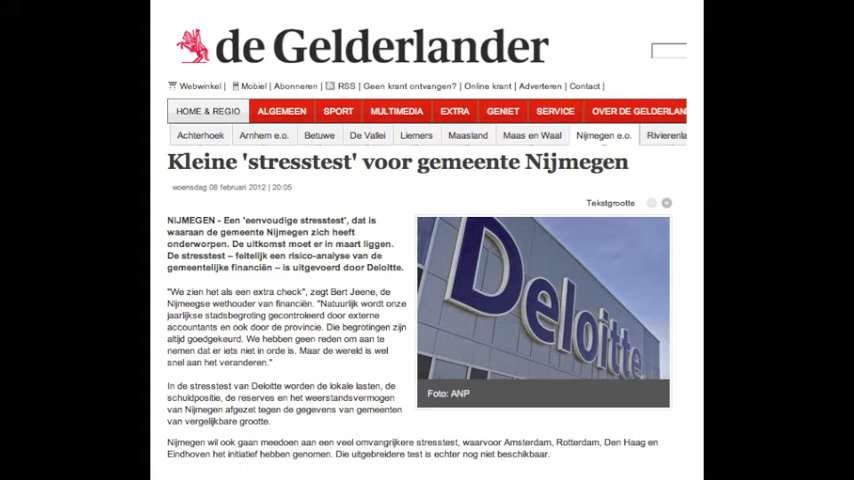 de Gelderlander
Webwinkel | Mobiel | Abonneren | RSS | Geen krant ontvangen? | Online krant | Adverteren | Contact |
HOME & REGIO ALGEMEEN SPORT MULTIMEDIA EXTRA GENIET SERVICE OVER DE GELDERLAN
Achterhoek Arnhem e.o. Betuwe De Vallei Liemers Maasland Maas en Waal Nijmegen e.o. Rivierenla
Kleine 'stresstest' voor gemeente Nijmegen
woensdag 08 februari 2012 | 20:05
Tekstgrootte
NIJMEGEN - Een 'eenvoudige stresstest', dat is
waaraan de gemeente Nijmegen zich heeft
onderworpen. De uitkomst moet er in maart liggen.
De stresstest – feitelijk een risico-analyse van de
gemeentelijke financiën – is uitgevoerd door Deloitte.
"We zien het als een extra check", zegt Bert Jeene, de
Nijmeegse wethouder van financiën. "Natuurlijk wordt onze
jaarlijkse stadsbegroting gecontroleerd door externe
accountants en ook door de provincie. Die begrotingen zijn
altijd goedgekeurd. We hebben geen reden om aan te
nemen dat er iets niet in orde is. Maar de wereld is wel
snel aan het veranderen."
In de stresstest van Deloitte worden de lokale lasten, de
schuldpositie, de reserves en het weerstandsvermogen
van Nijmegen afgezet tegen de gegevens van gemeenten
van vergelijkbare grootte.
Deloitte.
Foto: ANP
Nijmegen wil ook gaan meedoen aan een veel omvangrijkere stresstest, waarvoor Amsterdam, Rotterdam, Den Haag en
Eindhoven het initiatief hebben genomen. Die uitgebreidere test is echter nog niet beschikbaar.